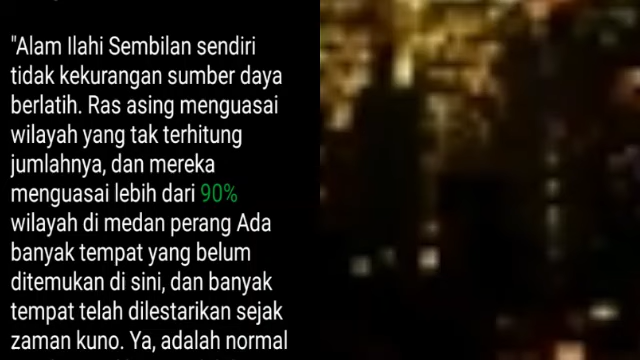 "Alam Ilahi Sembilan sendiri
tidak kekurangan sumber daya
berlatih. Ras asing menguasai
wilayah yang tak terhitung
jumlahnya, dan mereka
menguasai lebih dari 90%
wilayah di medan perang Ada
banyak tempat yang belum
ditemukan di sini, dan banyak
tempat telah dilestarikan sejak
zaman kuno. Ya, adalah normal